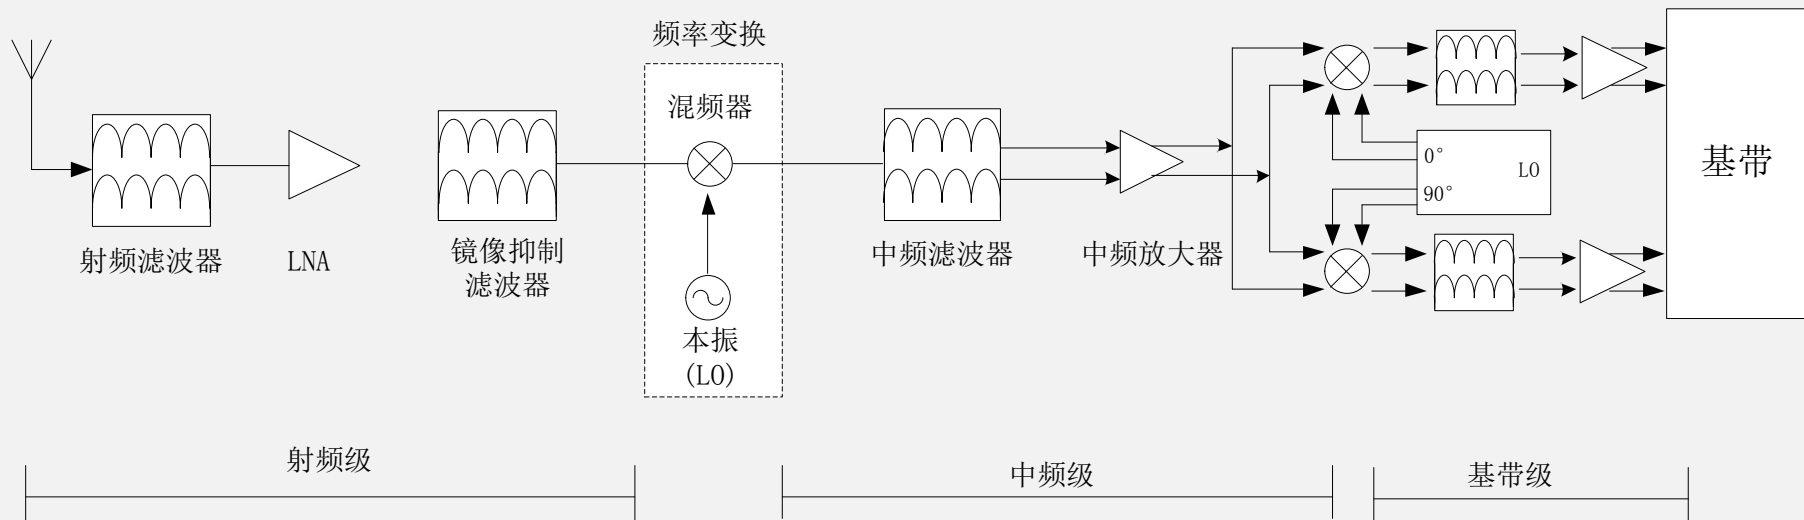 频率变换
混频器
射频滤波器
LNA
镜像抑制
滤波器
本振
(LO)
中频滤波器
中频放大器
0°
90°
LO
基带
射频级
中频级
基带级